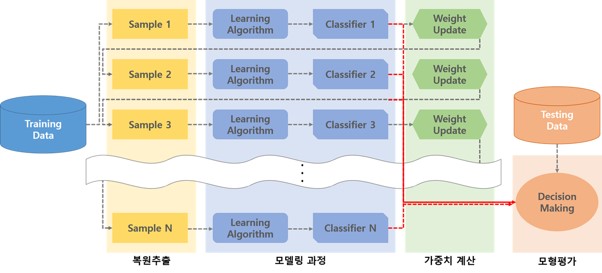 Sample 1
Learning
Algorithm
Classifier 1
Weight
Update
Sample 2
Learning
Algorithm
Classifier 2
Weight
Update
Training
Data
Sample 3
Learning
Algorithm
Classifier 3
Weight
Update
Testing
Data
Sample N
Learning
Algorithm
Classifier N
Decision
Making
복원추출
모델링 과정
가중치 계산
모형평가